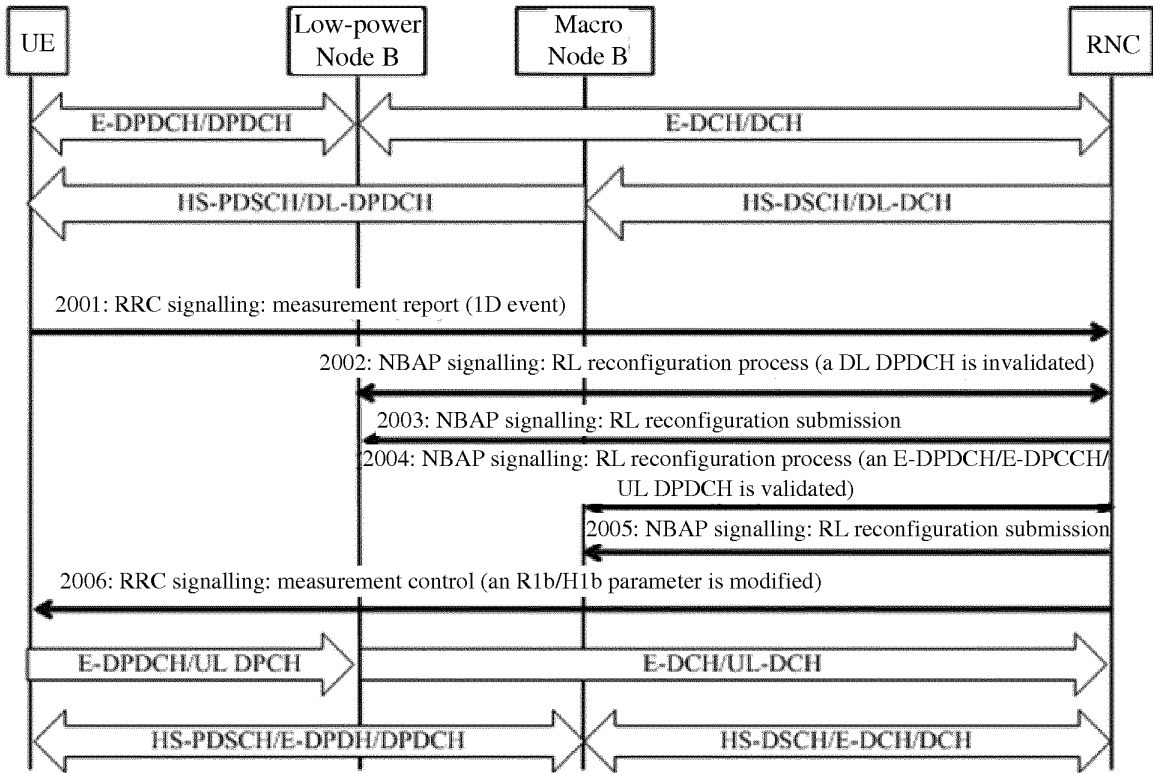 UE
Low-power
Node B
Macro
Node B
RNC
E-DPDCH/DPDCH
E-DCH/DCH
HS-PDSCH/DL-DPDCH
HS-DSCH/DL-DCH
2001: RRC signalling: measurement report (1D event)
2002: NBAP signalling: RL reconfiguration process (a DL DPDCH is invalidated)
2003: NBAP signalling: RL reconfiguration submission
2004: NBAP signalling: RL reconfiguration process (an E-DPDCH/E-DPCCH/
UL DPDCH is validated)
2005: NBAP signalling: RL reconfiguration submission
2006: RRC signalling: measurement control (an R1b/H1b parameter is modified)
E-DPDCH/UL DPCH
E-DCH/UL-DCH
HS-PDSCH/E-DPDH/DPDCH
HS-DSCH/E-DCH/DCH